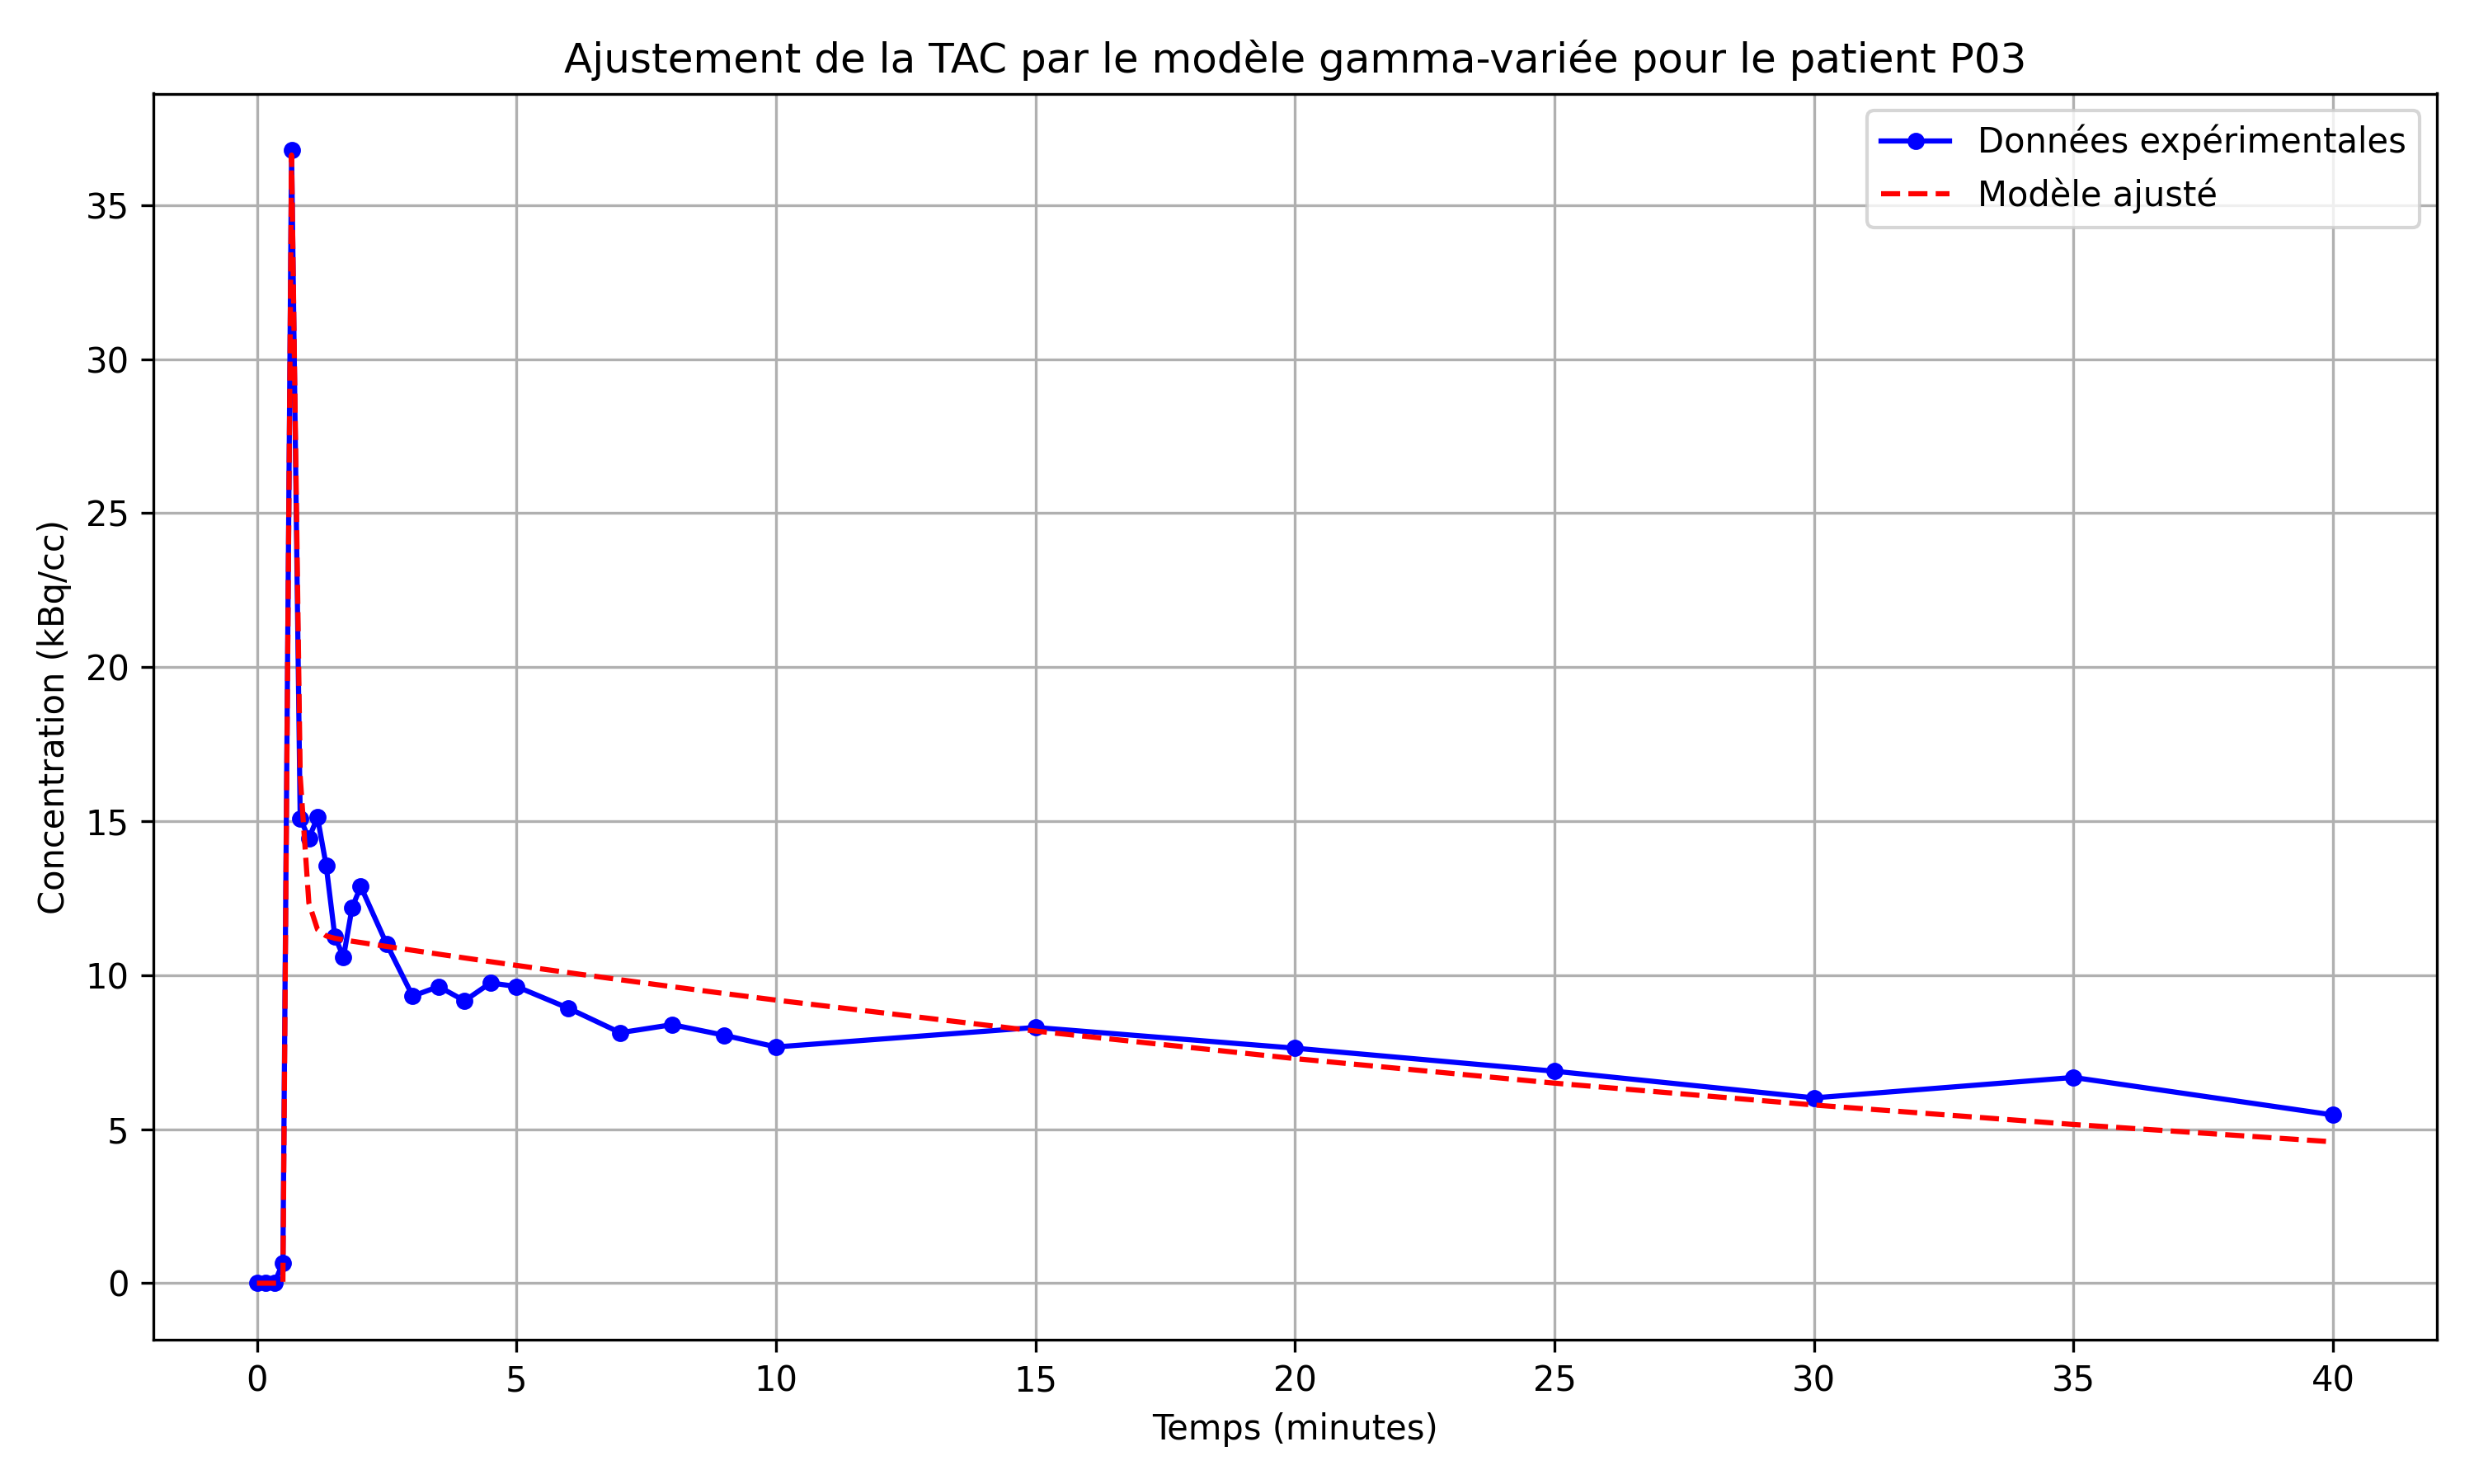 Ajustement de la TAC par le modèle gamma-variée pour le patient P03
Données expérimentales
Modèle ajusté
Concentration (kBq/cc)
35
30
25
20
15
10
5
0
0 5 10 15 20 25 30 35 40
Temps (minutes)